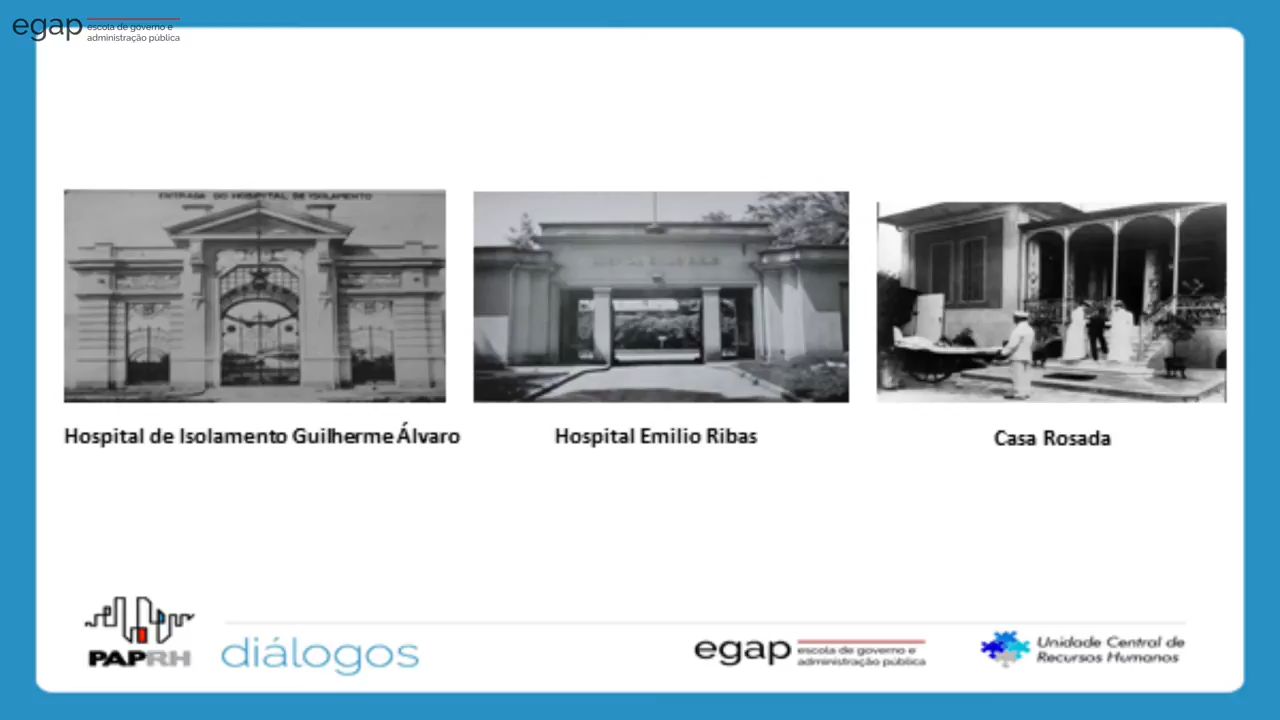 egap escola de governo e
administração pública
ENTRADA DO HOSPITAL DE ISOLAMENTO
Hospital de Isolamento Guilherme Álvaro
Hospital Emilio Ribas
Casa Rosada
PAPRH
diálogos
egap escola de governo e
administração pública
Unidade Central de
Recursos Humanos